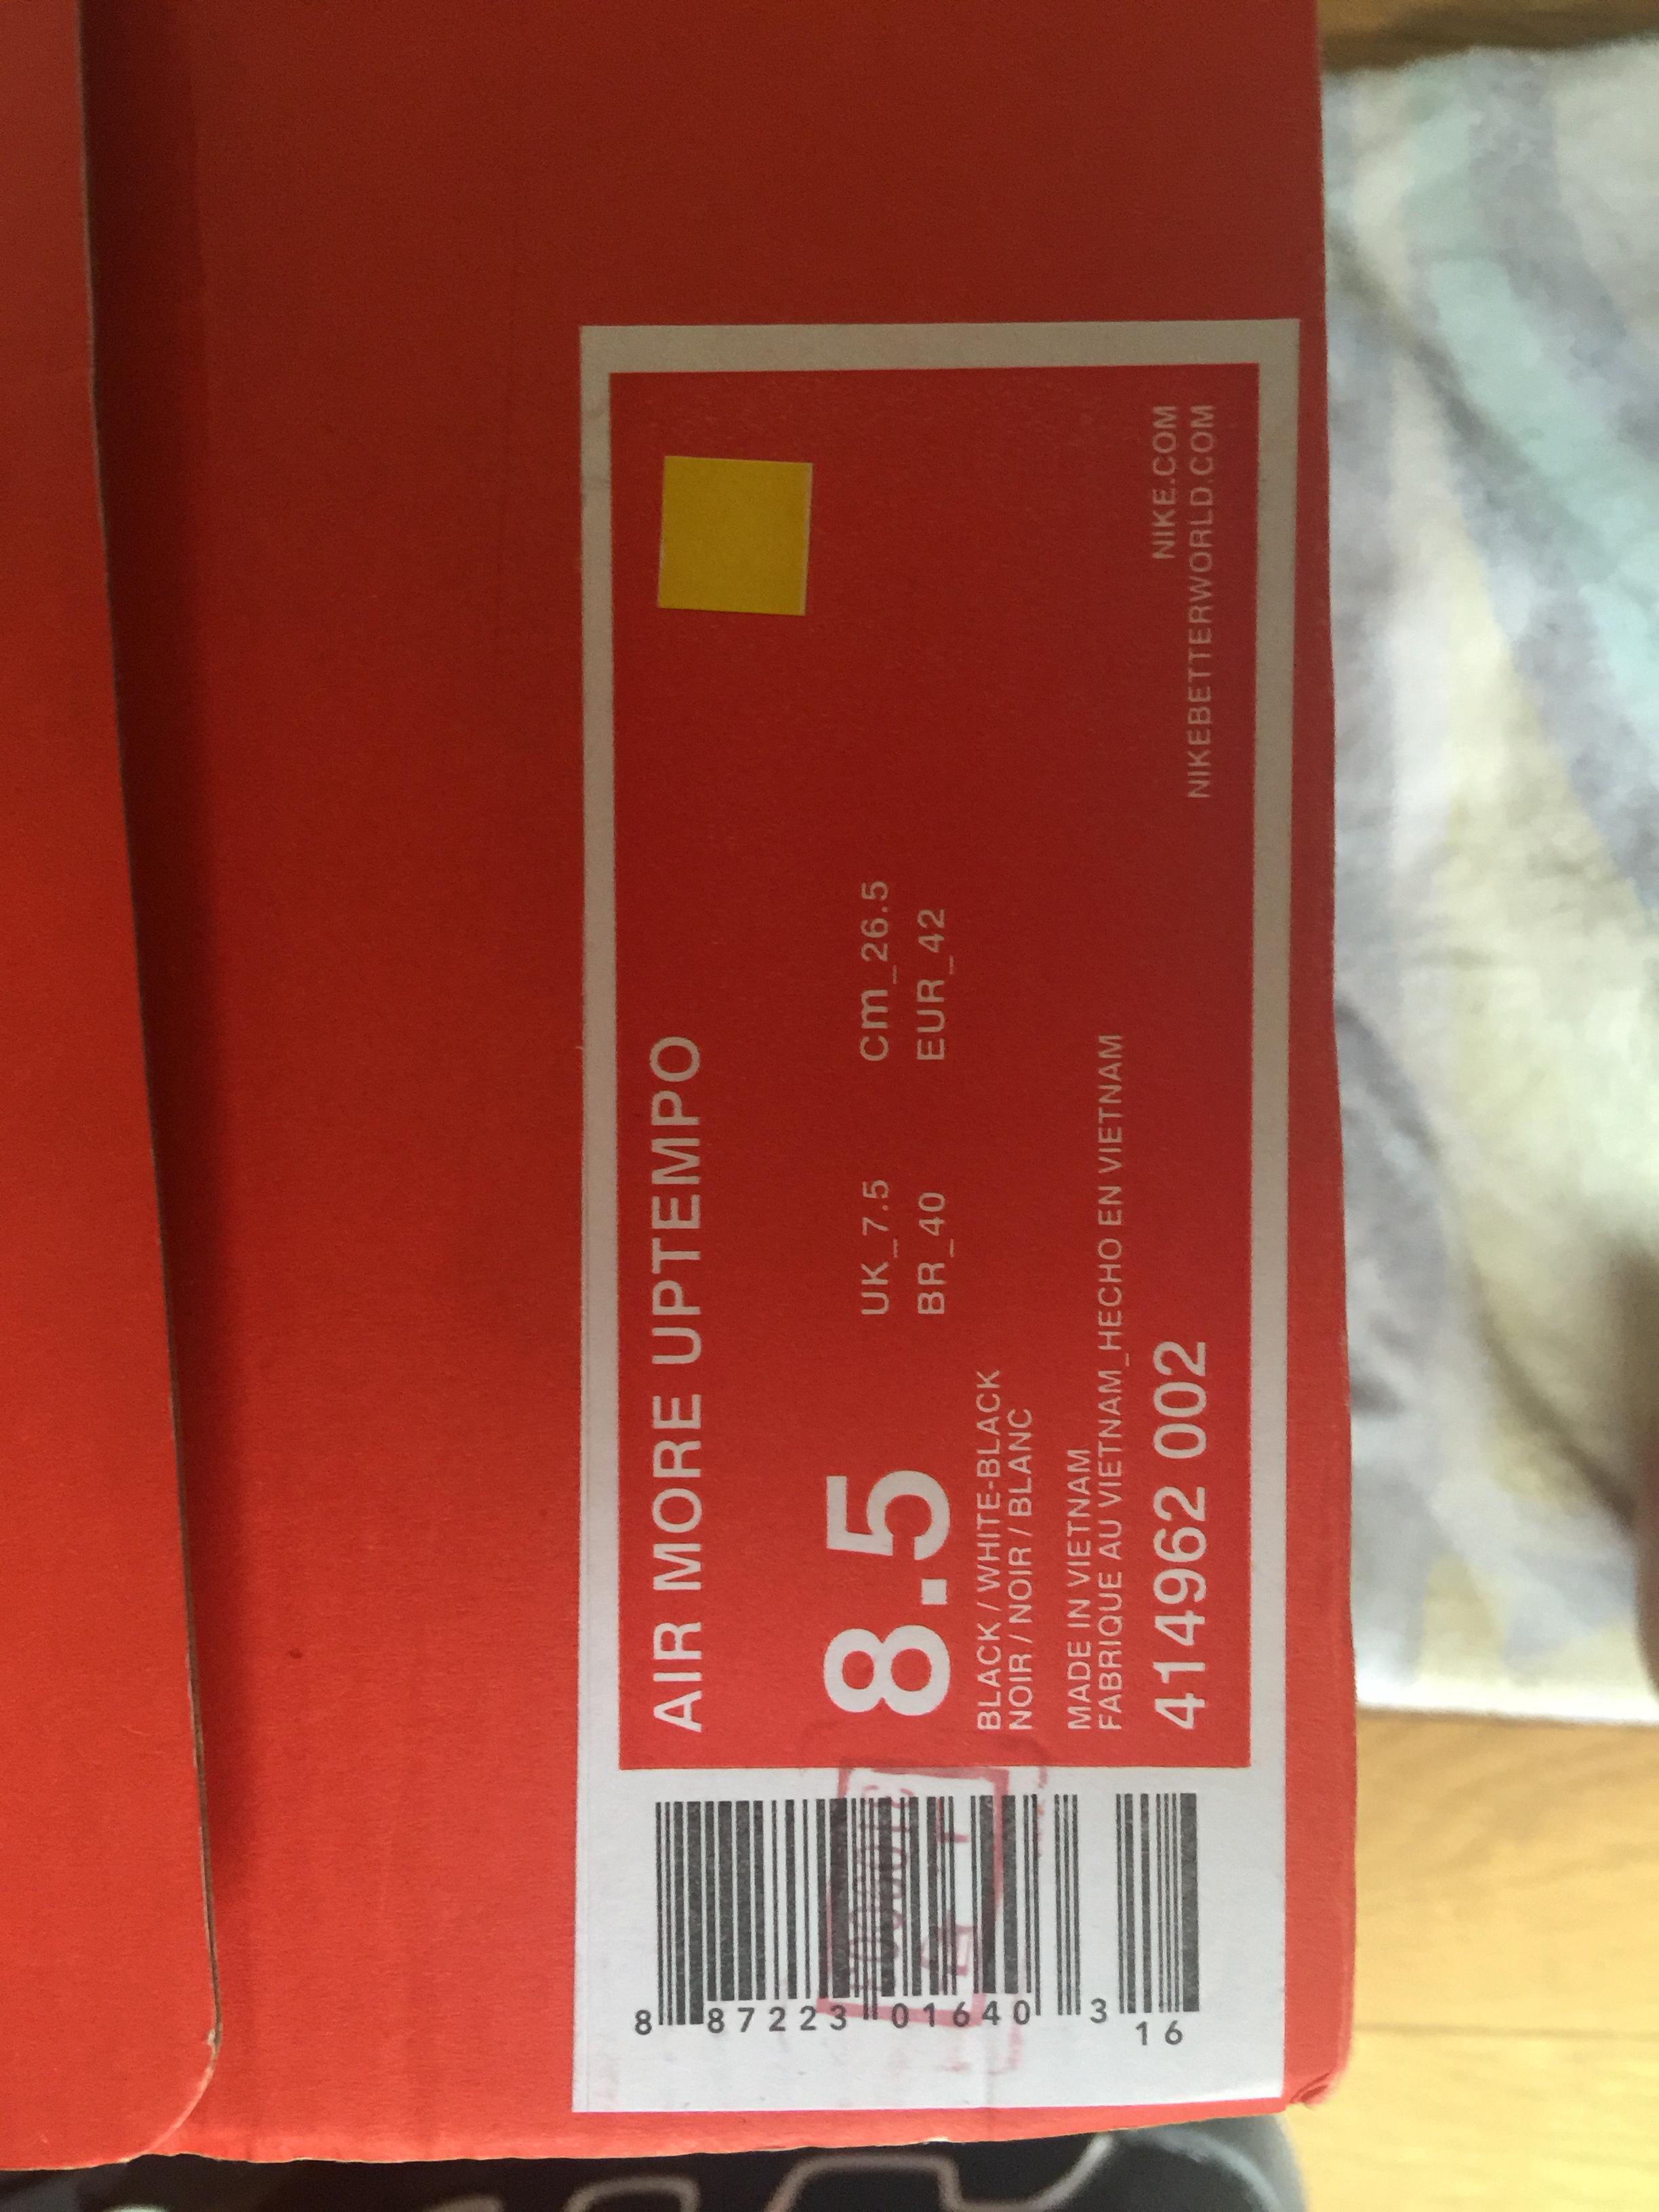 AIR MORE UPTEMPO
8.5
UK_7.5
Cm_26.5
BR_40
EUR_42
BLACK / WHITE-BLACK
NOIR / NOIR / BLANC
MADE IN VIETNAM
FABRIQUE AU VIETNAM_HECHO EN VIETNAM
414962 002
NIKE.COM
NIKEBETTERWORLD.COM
8 87223 01640 3
16